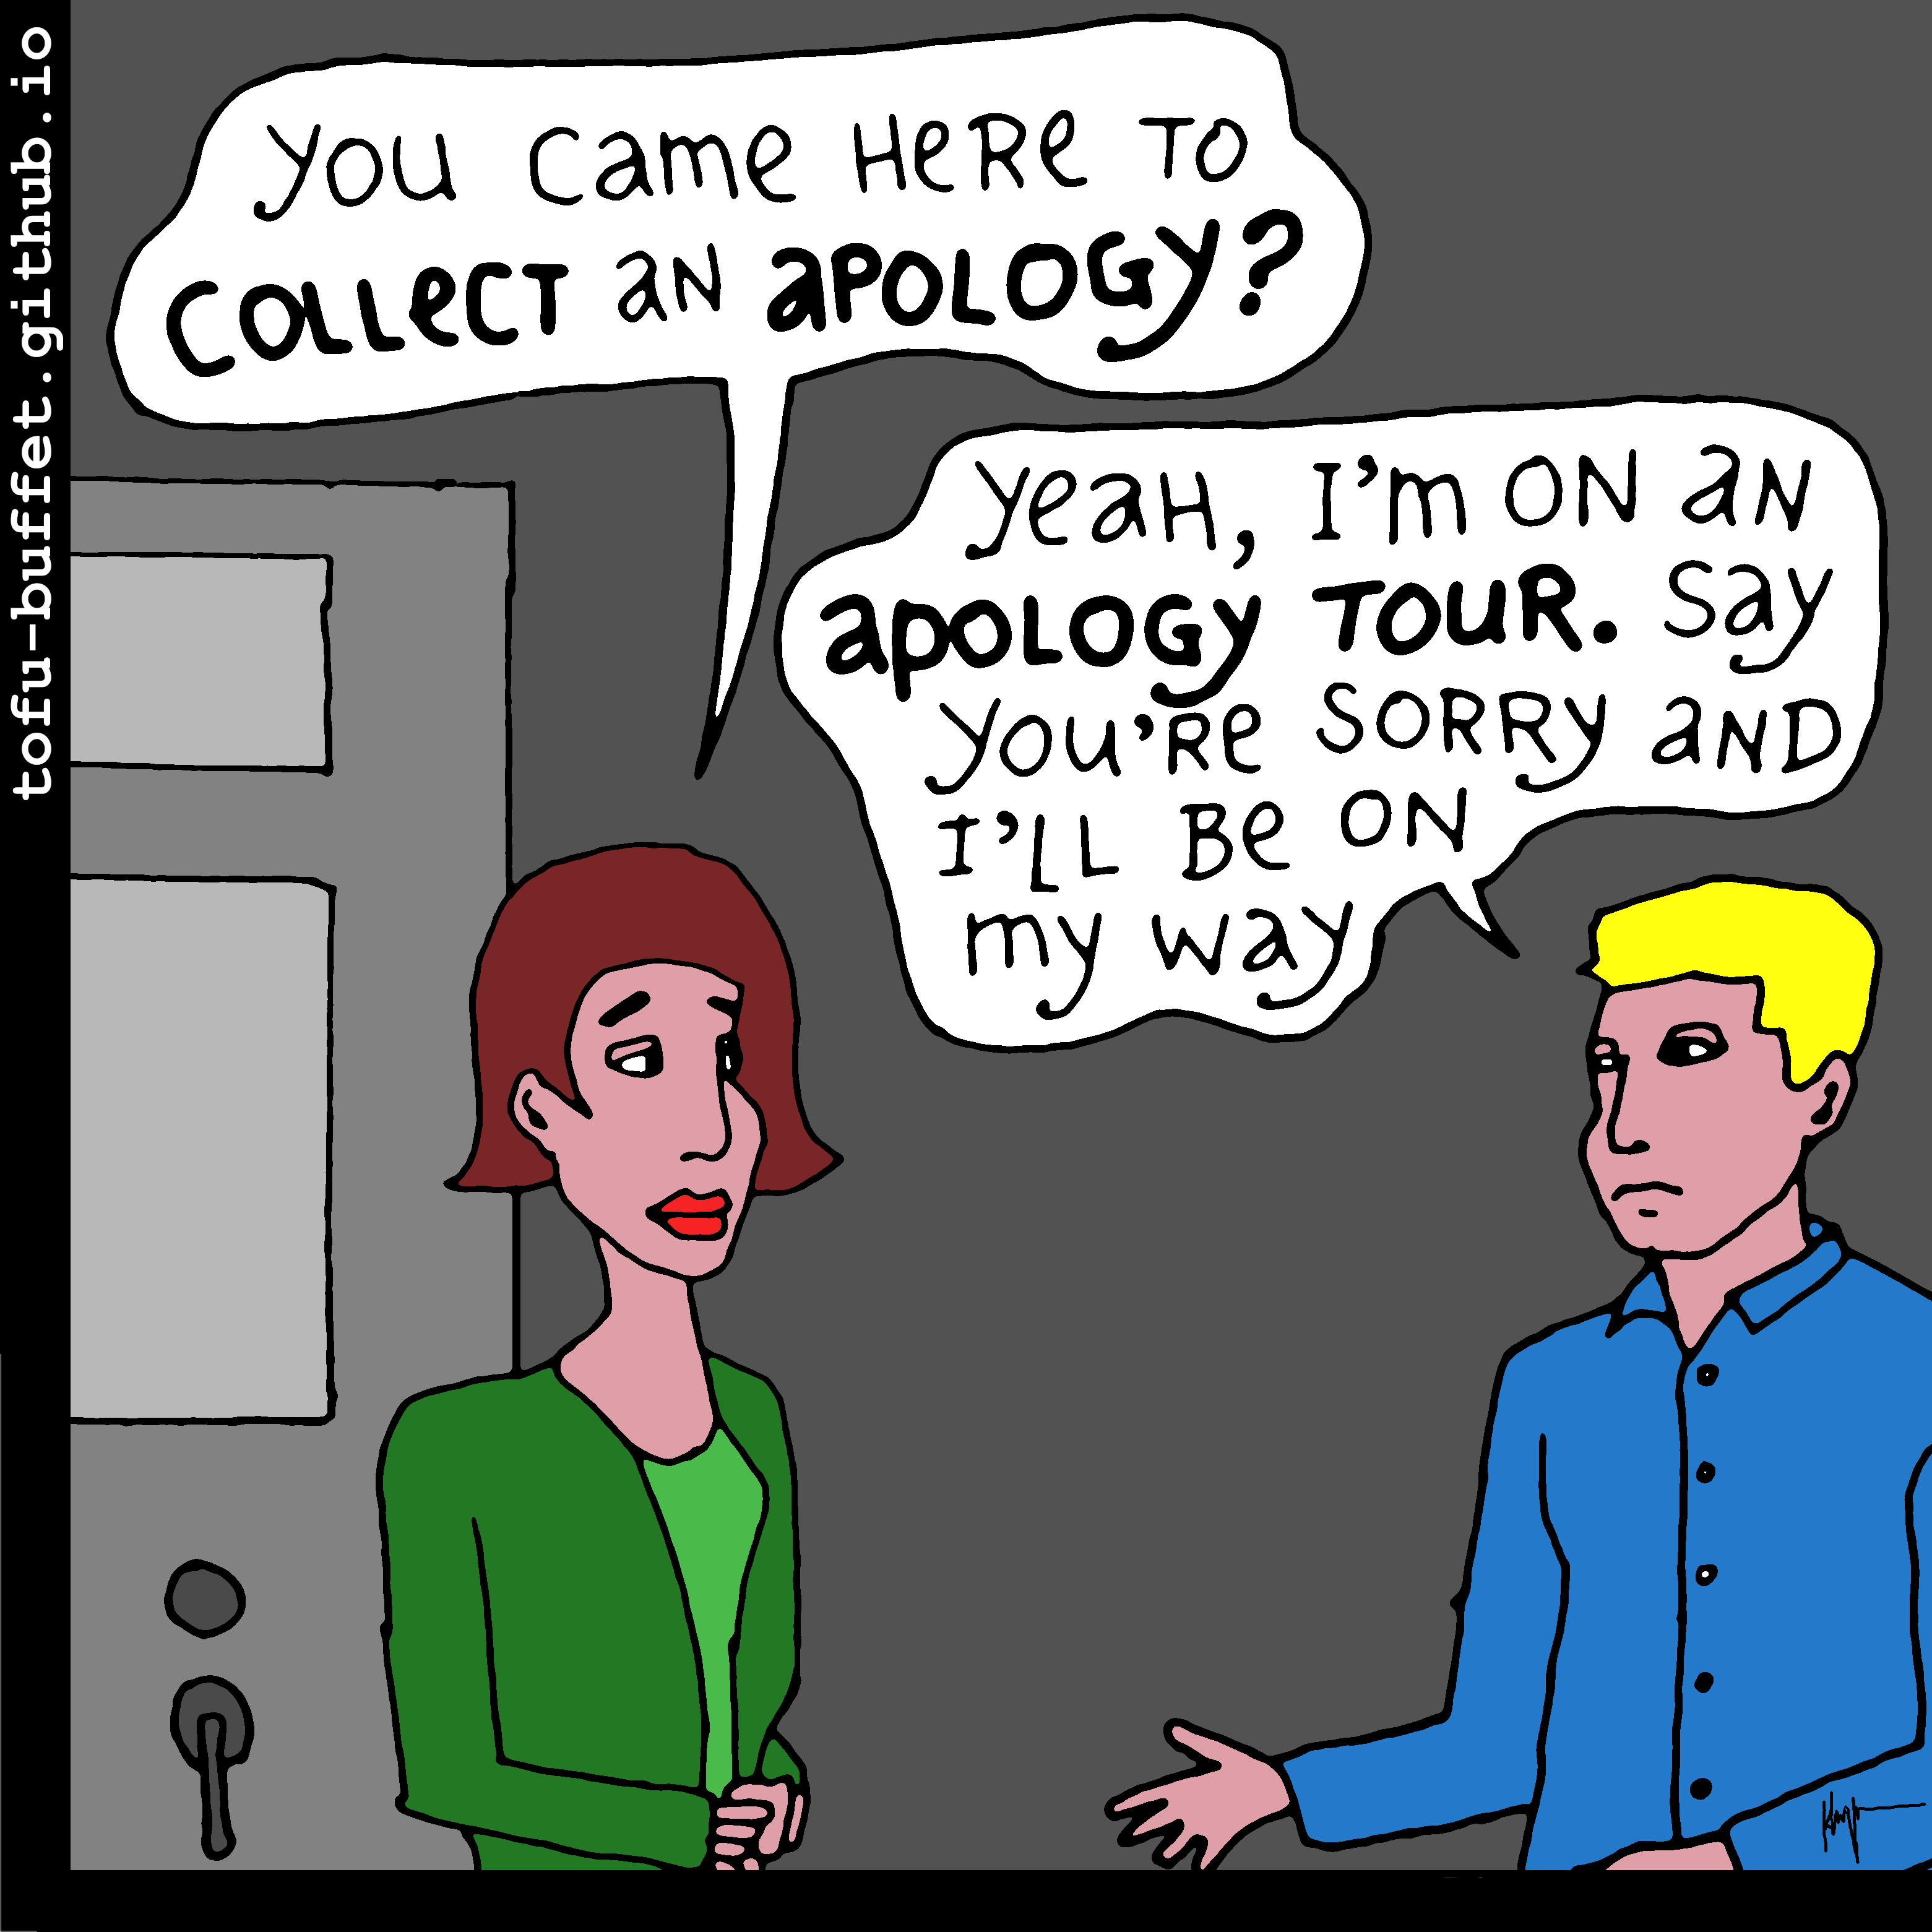 You came here to
collect an apology?
Yeah, I'm on an
apology tour. Say
you're sorry and
I'll be on
my way
tofu-buffet.github.io